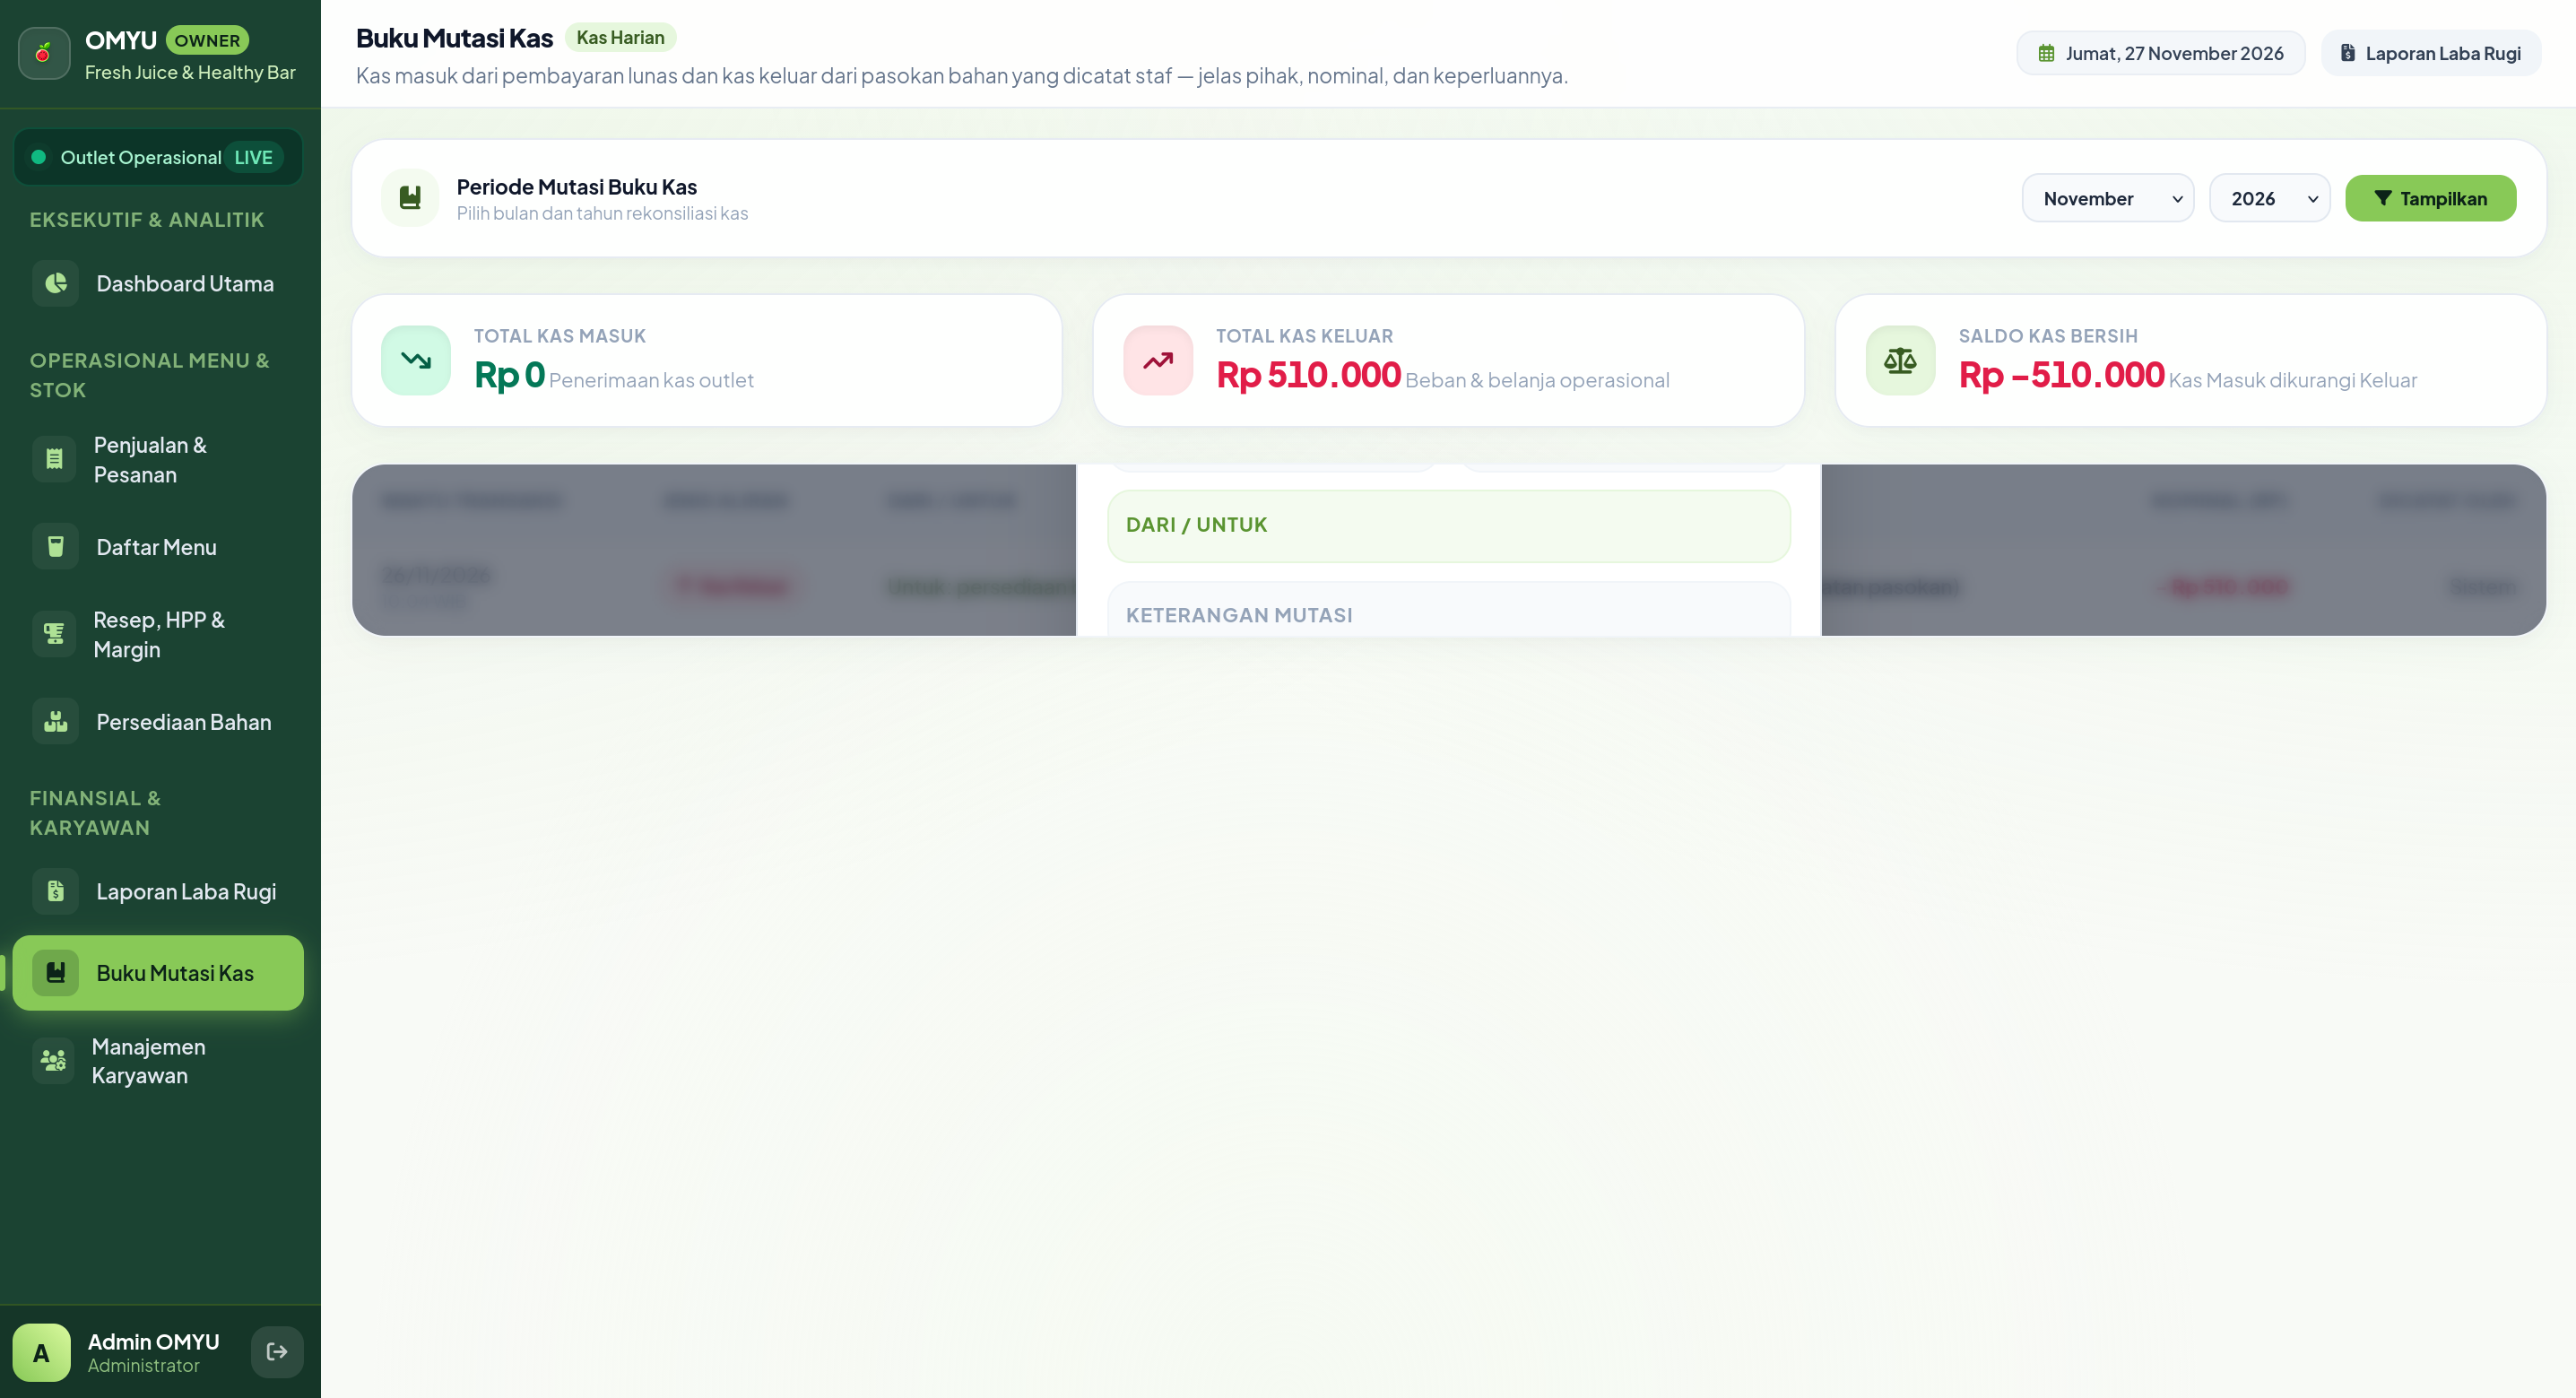 OMYU OWNER
Fresh Juice & Healthy Bar
Outlet Operasional LIVE
EKSEKUTIF & ANALITIK
Dashboard Utama
OPERASIONAL MENU &
STOK
Penjualan &
Pesanan
Daftar Menu
Resep, HPP &
Margin
Persediaan Bahan
FINANSIAL &
KARYAWAN
Laporan Laba Rugi
Buku Mutasi Kas
Manajemen
Karyawan
A
Admin OMYU
Administrator
Buku Mutasi Kas Kas Harian
Kas masuk dari pembayaran lunas dan kas keluar dari pasokan bahan yang dicatat staf — jelas pihak, nominal, dan keperluannya.
Jumat, 27 November 2026
Laporan Laba Rugi
Periode Mutasi Buku Kas
Pilih bulan dan tahun rekonsiliasi kas
November
2026
Tampilkan
TOTAL KAS MASUK
Rp 0 Penerimaan kas outlet
TOTAL KAS KELUAR
Rp 510.000 Beban & belanja operasional
SALDO KAS BERSIH
Rp -510.000 Kas Masuk dikurangi Keluar
DARI / UNTUK
KETERANGAN MUTASI
26/11/2026
pasokan)